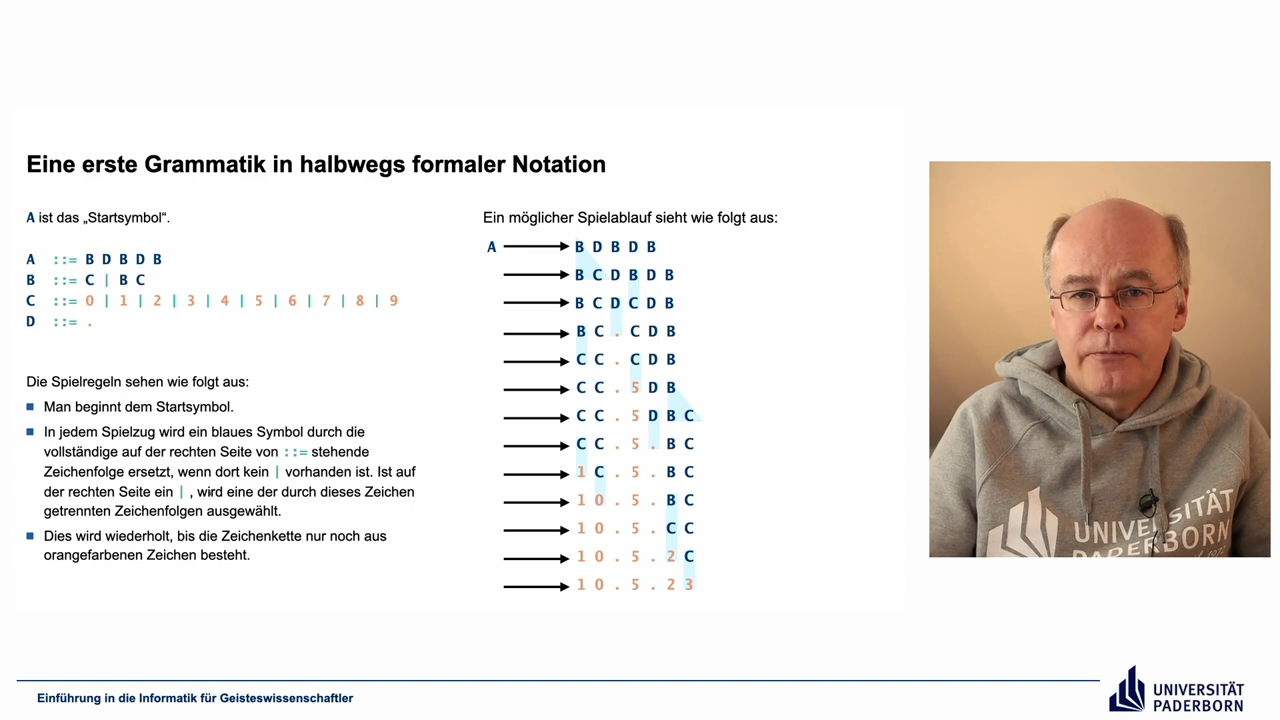 Eine erste Grammatik in halbwegs formaler Notation
A ist das „Startsymbol“.
A ::= B D B D B
B ::= C | B C
C ::= 0 | 1 | 2 | 3 | 4 | 5 | 6 | 7 | 8 | 9
D ::= .
Die Spielregeln sehen wie folgt aus:
Man beginnt dem Startsymbol.
In jedem Spielzug wird ein blaues Symbol durch die
vollständige auf der rechten Seite von ::= stehende
Zeichenfolge ersetzt, wenn dort kein | vorhanden ist. Ist auf
der rechten Seite ein | , wird eine der durch dieses Zeichen
getrennten Zeichenfolgen ausgewählt.
Dies wird wiederholt, bis die Zeichenkette nur noch aus
orangefarbenen Zeichen besteht.
Ein möglicher Spielablauf sieht wie folgt aus:
A B D B D B
B C D B D B
B C D C D B
B C . C D B
C C . C D B
C C . 5 D B
C C . 5 D B C
C C . 5 . B C
1 C . 5 . B C
1 0 . 5 . B C
1 0 . 5 . C C
1 0 . 5 . 2 C
1 0 . 5 . 2 3
UNIVERSITÄT
PADERBORN
Einführung in die Informatik für Geisteswissenschaftler
UNIVERSITÄT
PADERBORN